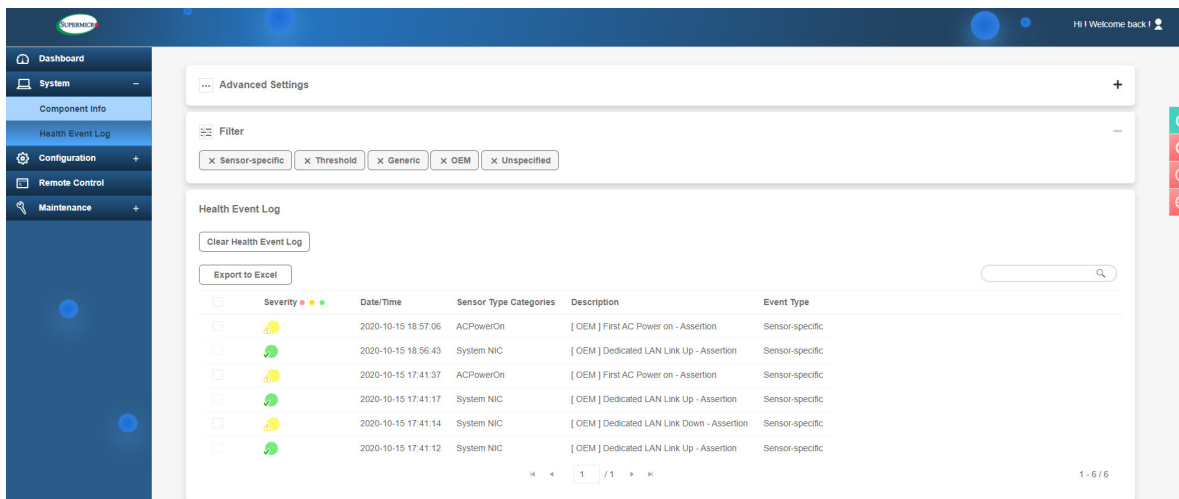 SUPERMICR
Hi ! Welcome back !
Dashboard
System −
Component Info
Health Event Log
Configuration +
Remote Control
Maintenance +
... Advanced Settings +
Filter −
× Sensor-specific × Threshold × Generic × OEM × Unspecified
Health Event Log
Clear Health Event Log
Export to Excel
Severity Date/Time Sensor Type Categories Description Event Type
2020-10-15 18:57:06 ACPowerOn [ OEM ] First AC Power on - Assertion Sensor-specific
2020-10-15 18:56:43 System NIC [ OEM ] Dedicated LAN Link Up - Assertion Sensor-specific
2020-10-15 17:41:37 ACPowerOn [ OEM ] First AC Power on - Assertion Sensor-specific
2020-10-15 17:41:17 System NIC [ OEM ] Dedicated LAN Link Up - Assertion Sensor-specific
2020-10-15 17:41:14 System NIC [ OEM ] Dedicated LAN Link Down - Assertion Sensor-specific
2020-10-15 17:41:12 System NIC [ OEM ] Dedicated LAN Link Up - Assertion Sensor-specific
1 / 1
1 - 6 / 6